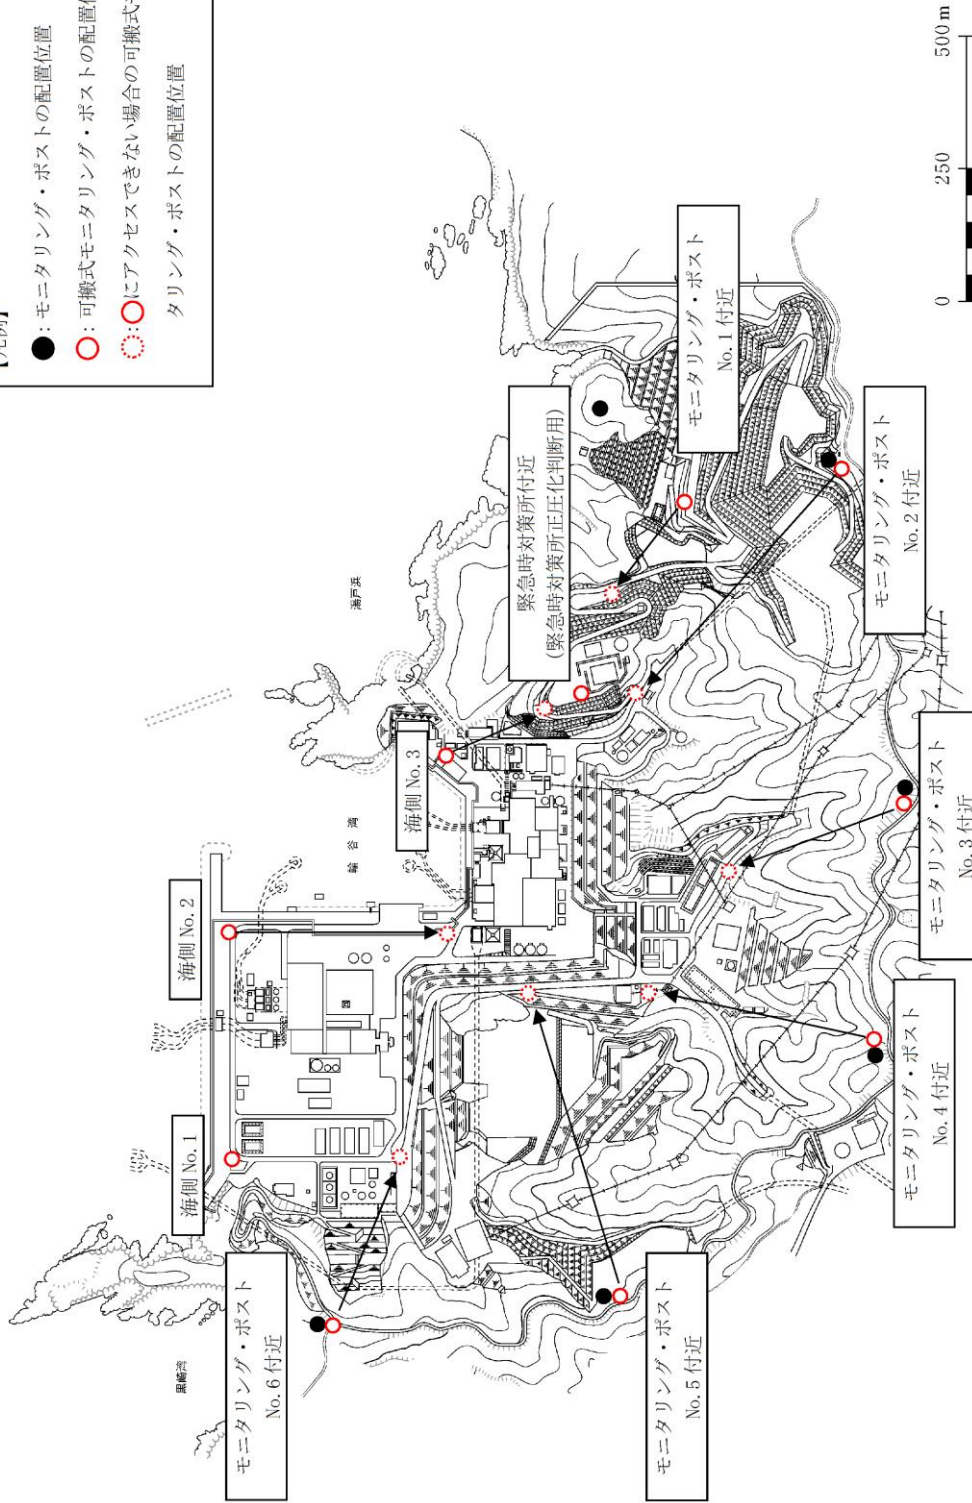 【凡例】
●：モニタリング・ポストの配置位置
○：可搬式モニタリング・ポストの配置
：○にアクセスできない場合の可搬式
タリング・ポストの配置位置
モニタリング・ポスト
No.6付近
海側 No.1
海側 No.2
海側 No.3
緊急時対策所付近
(緊急時対策所正圧化判断用)
モニタリング・ポスト
No.1付近
モニタリング・ポスト
No.2付近
モニタリング・ポスト
No.3付近
モニタリング・ポスト
No.4付近
モニタリング・ポスト
No.5付近
輪谷湾
0
250
500m